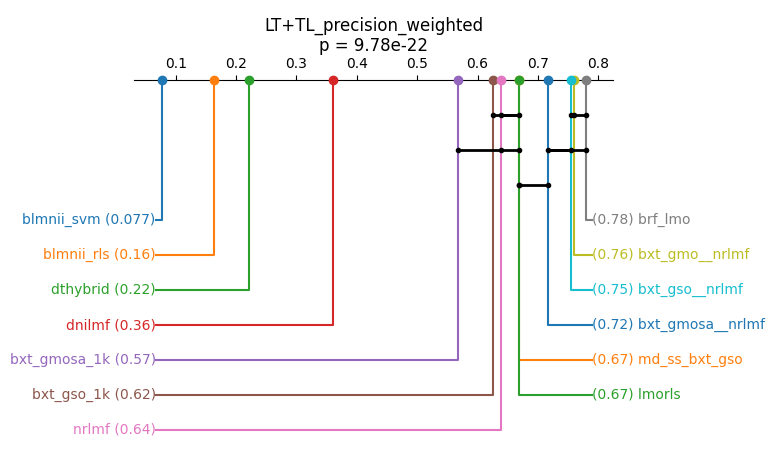 LT+TL_precision_weighted
p = 9.78e-22
0.1 0.2 0.3 0.4 0.5 0.6 0.7 0.8
blmnii_svm (0.077) (0.78) brf_lmo
blmnii_rls (0.16) (0.76) bxt_gmo__nrlmf
dthybrid (0.22) (0.75) bxt_gso__nrlmf
dnilmf (0.36) (0.72) bxt_gmosa__nrlmf
bxt_gmosa_1k (0.57) (0.67) md_ss_bxt_gso
bxt_gso_1k (0.62) (0.67) lmorls
nrlmf (0.64)